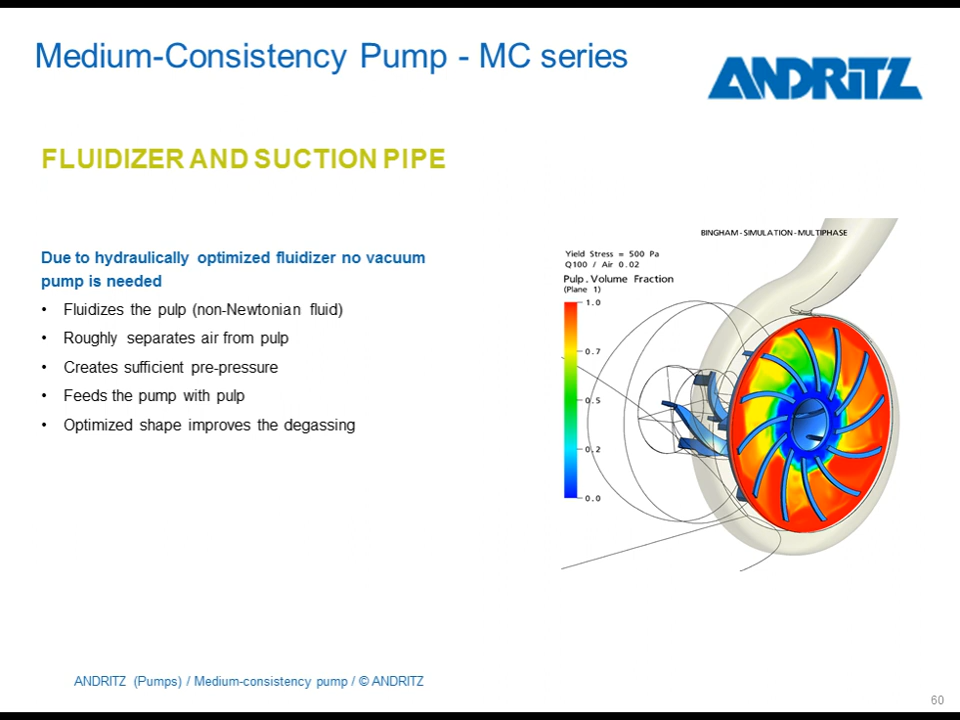 Medium-Consistency Pump - MC series
ANDRITZ
FLUIDIZER AND SUCTION PIPE
Due to hydraulically optimized fluidizer no vacuum
pump is needed
• Fluidizes the pulp (non-Newtonian fluid)
• Roughly separates air from pulp
• Creates sufficient pre-pressure
• Feeds the pump with pulp
• Optimized shape improves the degassing
BINGHAM-SIMULATION-MULTIPHASE
Yield Stress = 500 Pa
Q100 / Air 0.02
Pulp.Volume Fraction
(Plane 1)
1.0
0.7
0.5
0.2
0.0
ANDRITZ (Pumps) / Medium-consistency pump / © ANDRITZ
60